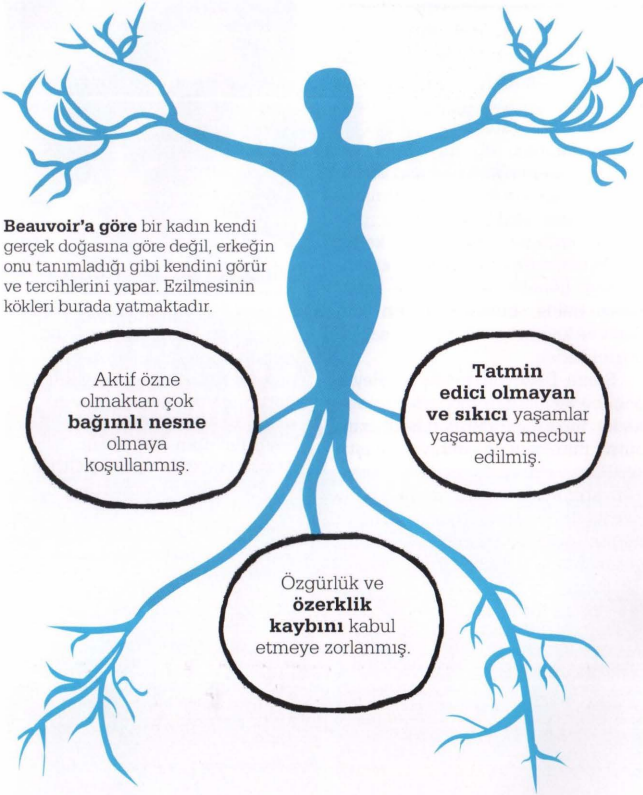 Beauvoir'a göre bir kadın kendi
gerçek doğasına göre değil, erkeğin
onu tanımladığı gibi kendini görür
ve tercihlerini yapar. Ezilmesinin
kökleri burada yatmaktadır.
Aktif özne
olmaktan çok
bağımlı nesne
olmaya
koşullanmış.
Tatmin
edici olmayan
ve sıkıcı yaşamlar
yaşamaya mecbur
edilmiş.
Özgürlük ve
özerklik
kaybını kabul
etmeye zorlanmış.